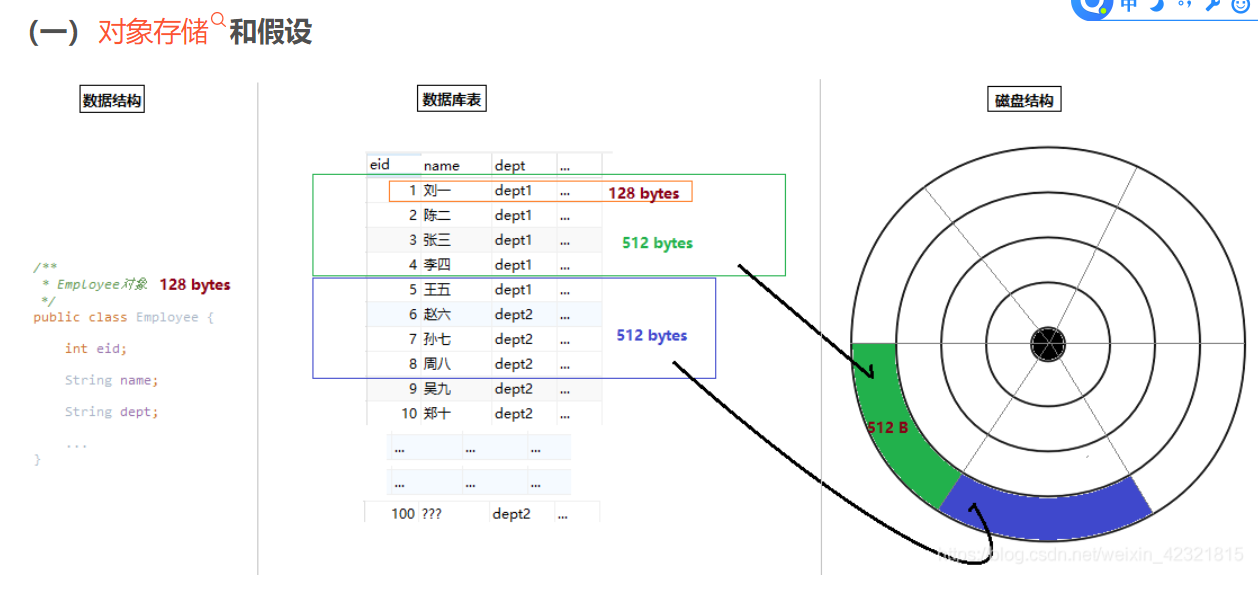 （一）对象存储和假设
中
数据结构
数据库表
磁盘结构
eid name dept ...
1 刘一 dept1 ... 128 bytes
2 陈二 dept1 ...
3 张三 dept1 ... 512 bytes
4 李四 dept1 ...
5 王五 dept1 ...
6 赵六 dept2 ...
7 孙七 dept2 ... 512 bytes
8 周八 dept2 ...
9 吴九 dept2 ...
10 郑十 dept2 ...
... ... ...
... ... ...
100 ??? dept2 ...
/**
* Employee对象 128 bytes
*/
public class Employee {
int eid;
String name;
String dept;
...
}
512 B
https://blog.csdn.net/weixin_42321815